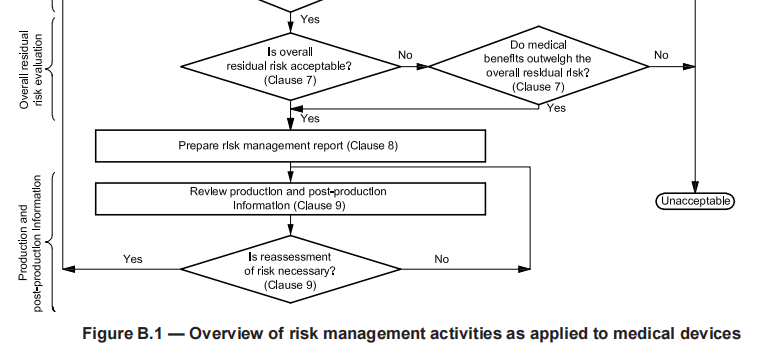 Yes
Overall residual
risk evaluation
Is overall
residual risk acceptable?
(Clause 7)
No
Do medical
benefits outweigh the
overall residual risk?
(Clause 7)
No
Yes
Yes
Prepare risk management report (Clause 8)
Production and
post-production Information
Review production and post-production
Information (Clause 9)
Unacceptable
Yes
Is reassessment
of risk necessary?
(Clause 9)
No
Figure B.1 — Overview of risk management activities as applied to medical devices